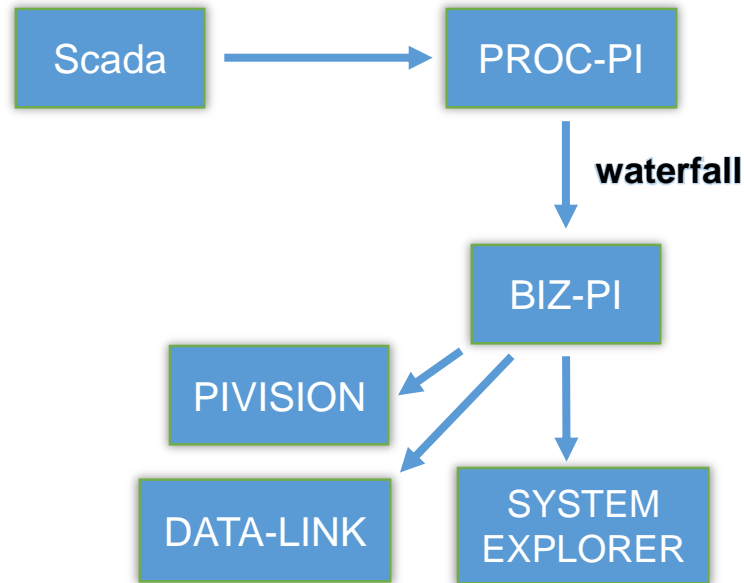 Scada
PROC-PI
waterfall
BIZ-PI
PIVISION
DATA-LINK
SYSTEM
EXPLORER